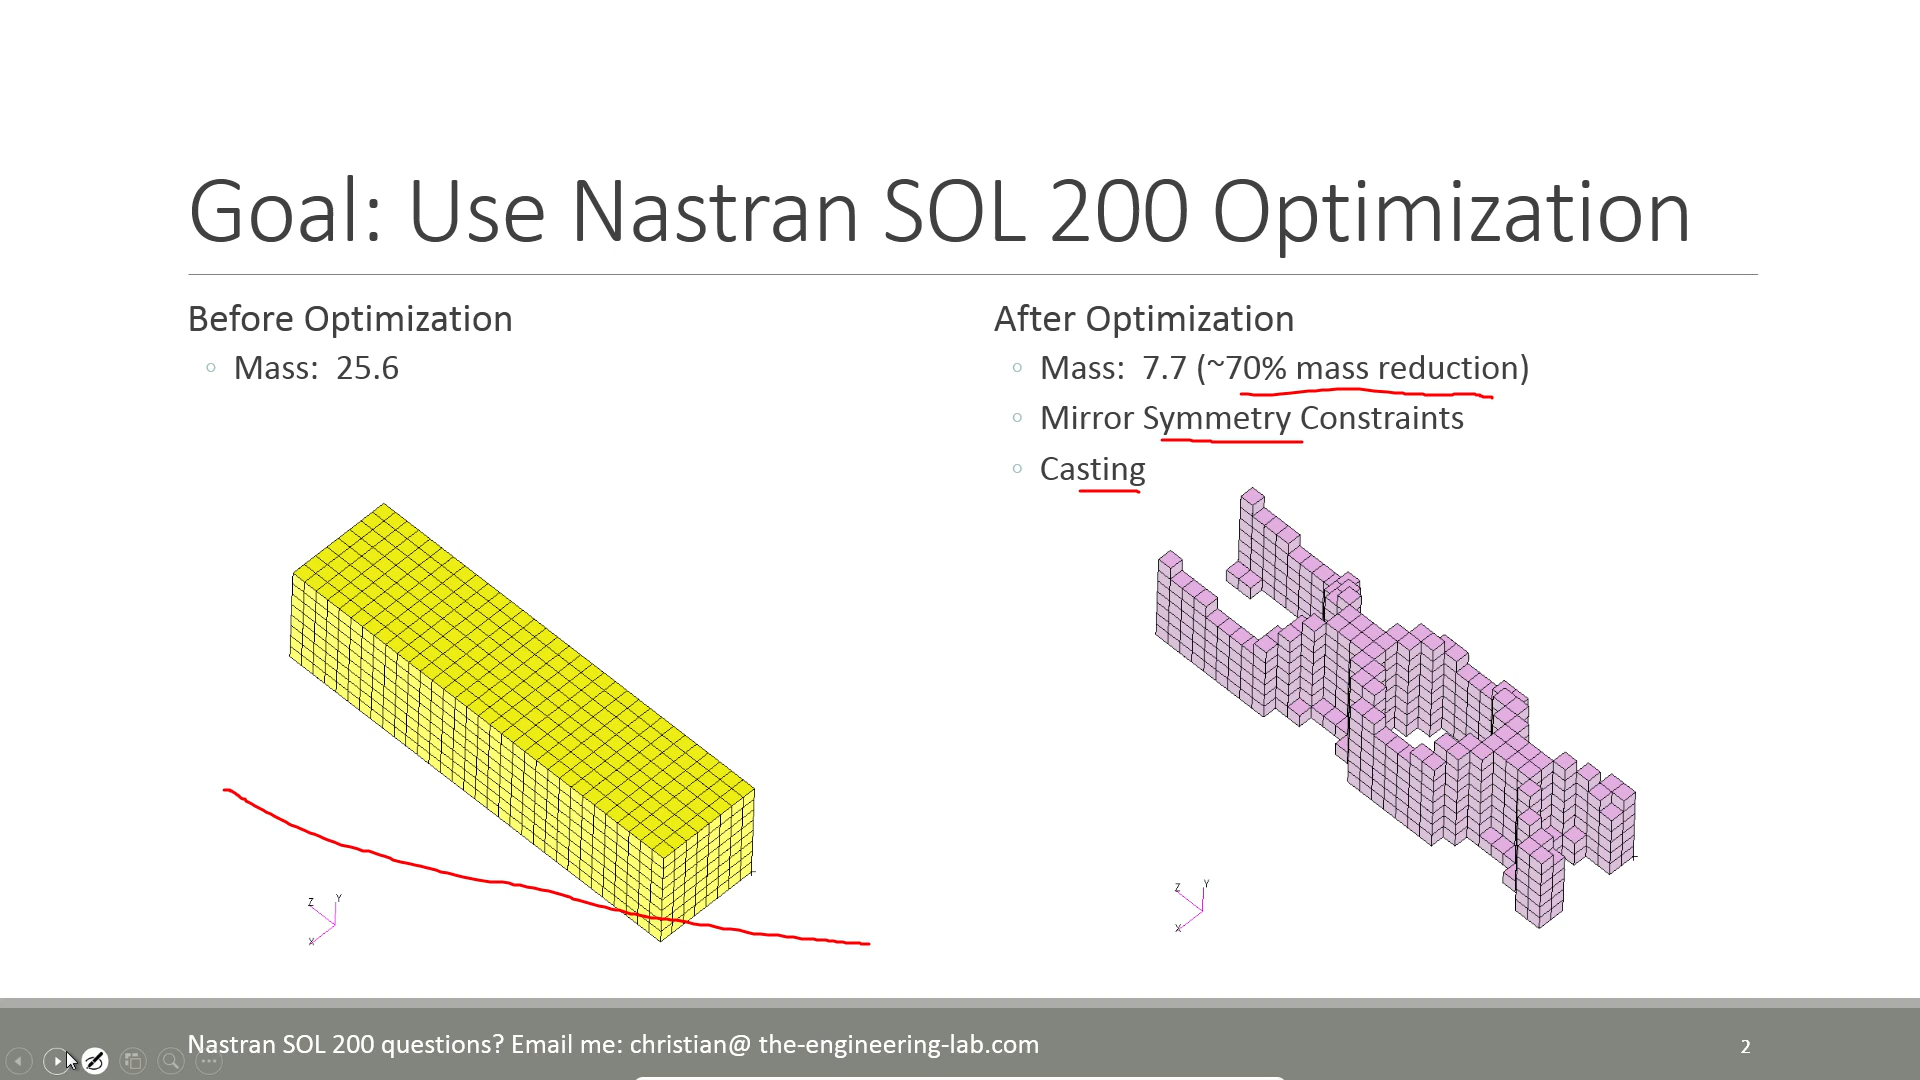 Goal: Use Nastran SOL 200 Optimization
Before Optimization
Mass: 25.6
After Optimization
Mass: 7.7 (~70% mass reduction)
Mirror Symmetry Constraints
Casting
Z Y
X
Z Y
X
Nastran SOL 200 questions? Email me: christian@ the-engineering-lab.com
2